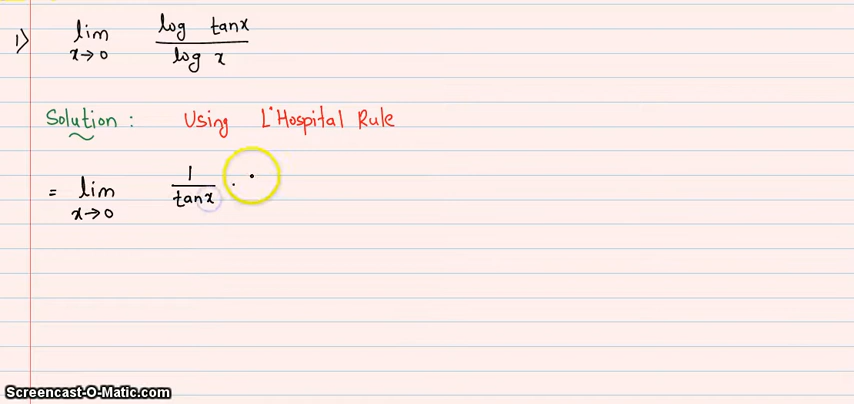 1) lim x→0 log tanx / log x
Solution : Using L'Hospital Rule
= lim x→0 1 / tanx ·
Screencast-O-Matic.com